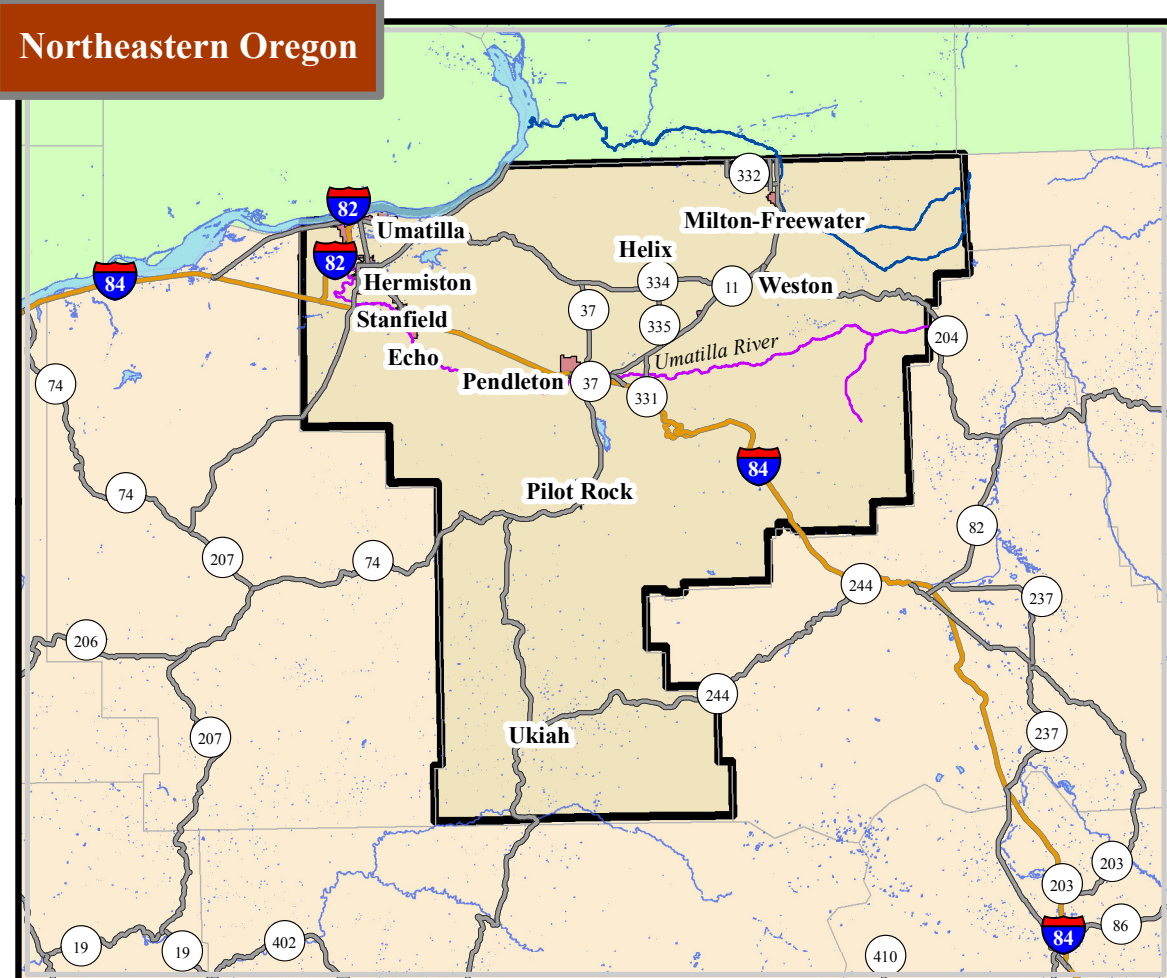 Northeastern Oregon
332
82
Umatilla
Milton-Freewater
Helix
82
84
Hermiston
334
11
Weston
37
Stanfield
335
204
Echo
Umatilla River
74
Pendleton
37
331
84
Pilot Rock
74
82
207
74
244
237
206
244
207
Ukiah
237
203
203
84
86
19
19
402
410